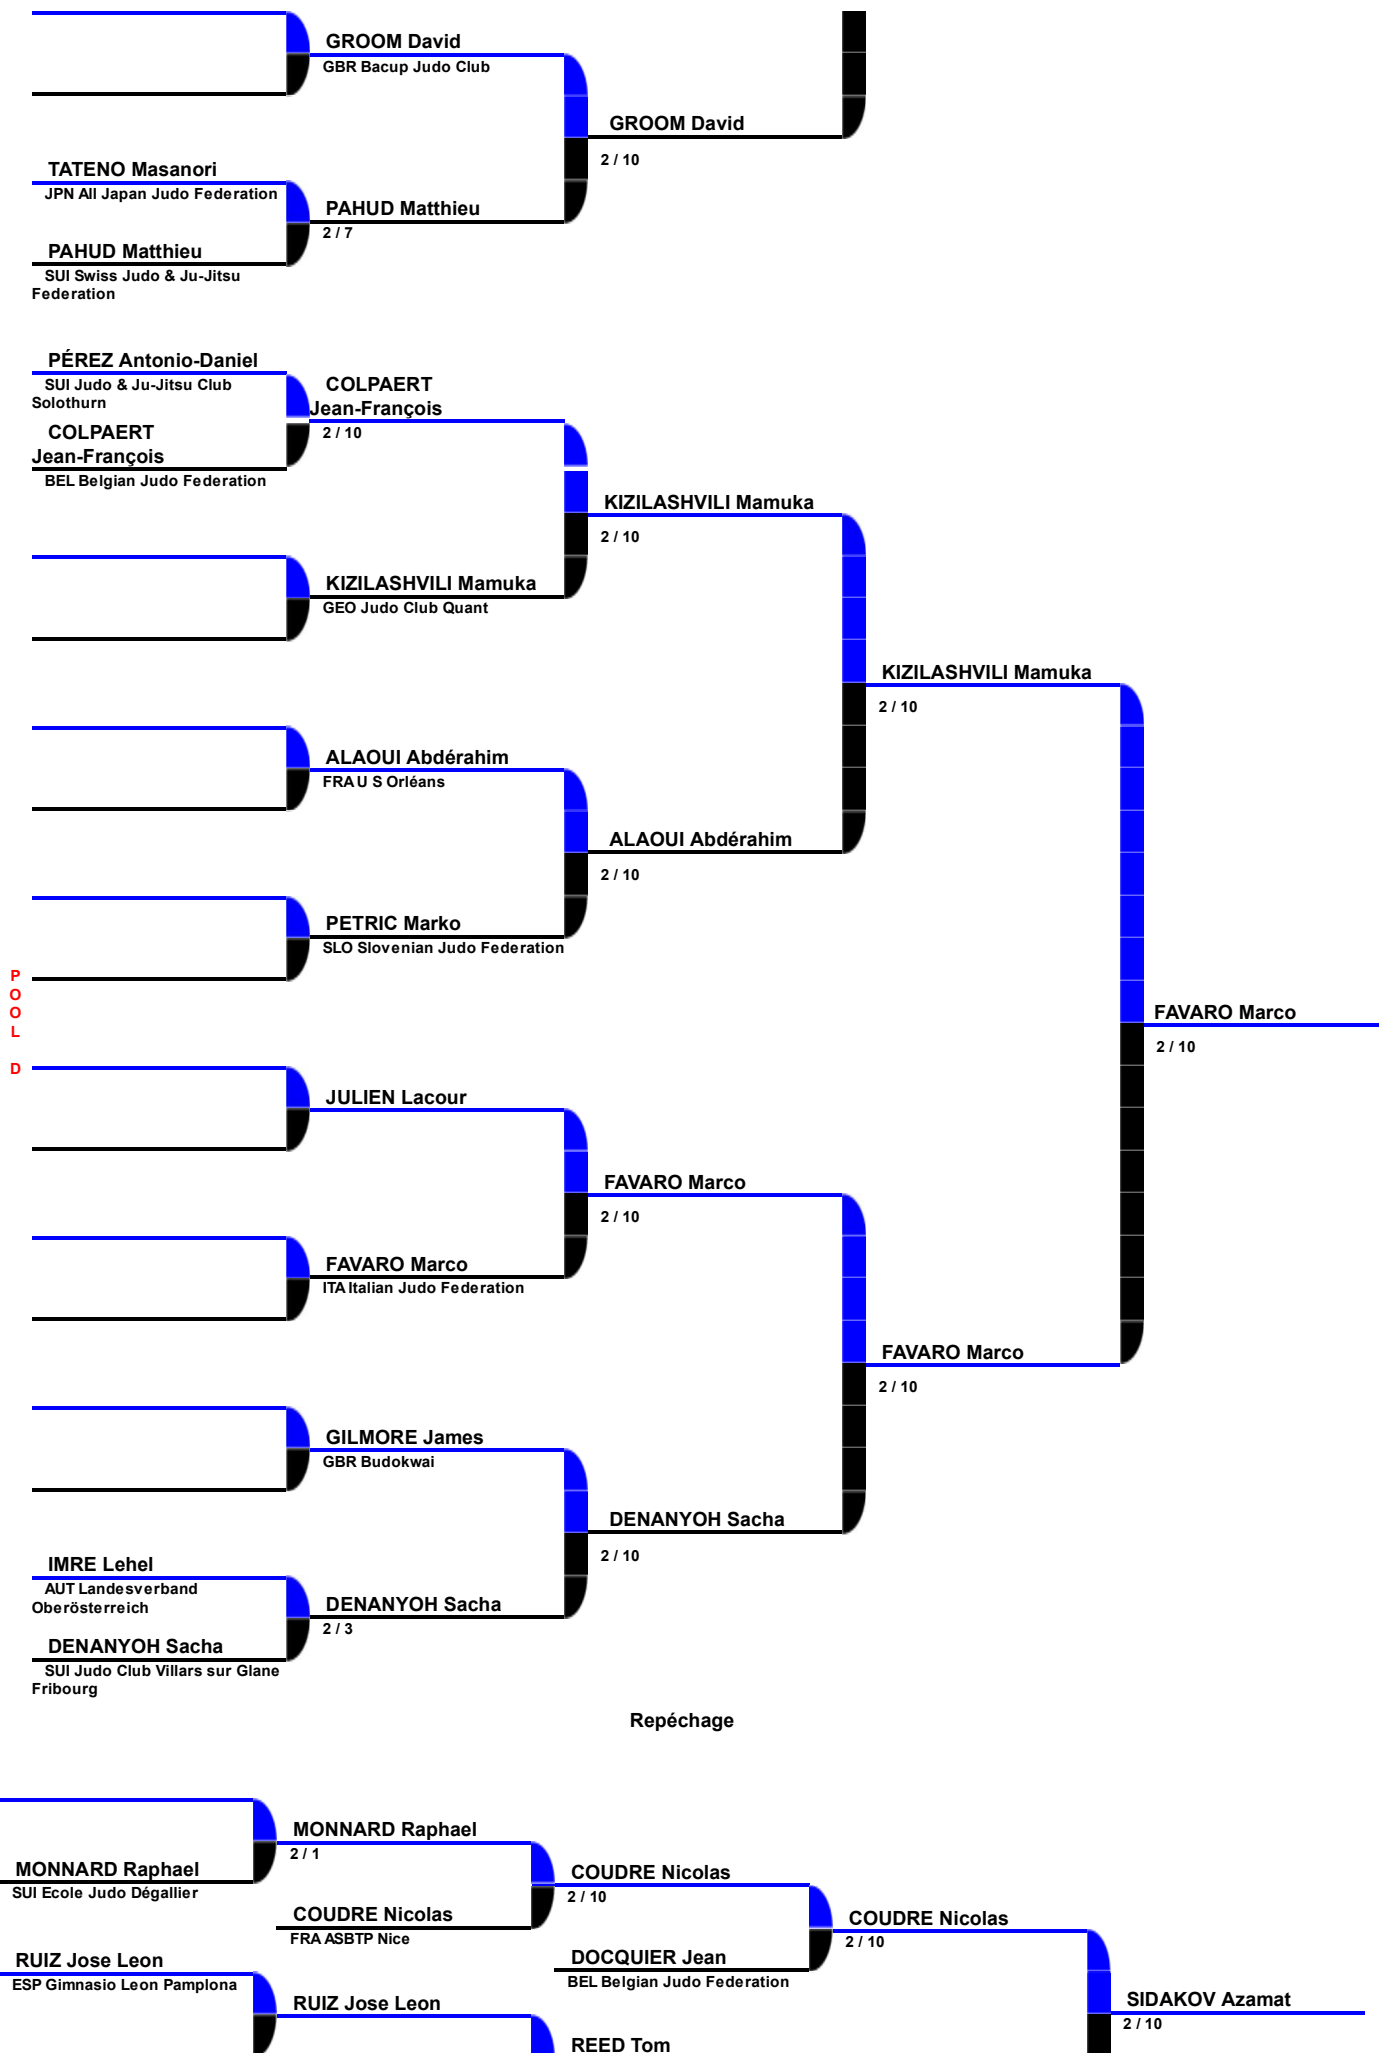 GROOM David
GBR Bacup Judo Club
GROOM David
2 / 10
TATENO Masanori
JPN All Japan Judo Federation
PAHUD Matthieu
2 / 7
PAHUD Matthieu
SUI Swiss Judo & Ju-Jitsu
Federation
PÉREZ Antonio-Daniel
SUI Judo & Ju-Jitsu Club
Solothurn
COLPAERT
Jean-François
2 / 10
COLPAERT
Jean-François
BEL Belgian Judo Federation
KIZILASHVILI Mamuka
2 / 10
KIZILASHVILI Mamuka
GEO Judo Club Quant
KIZILASHVILI Mamuka
2 / 10
ALAOUI Abdérahim
FRA U S Orléans
ALAOUI Abdérahim
2 / 10
PETRIC Marko
SLO Slovenian Judo Federation
P
O
O
L
D
FAVARO Marco
2 / 10
JULIEN Lacour
FAVARO Marco
2 / 10
FAVARO Marco
ITA Italian Judo Federation
FAVARO Marco
2 / 10
GILMORE James
GBR Budokwai
DENANYOH Sacha
2 / 10
IMRE Lehel
AUT Landesverband
Oberösterreich
DENANYOH Sacha
2 / 3
DENANYOH Sacha
SUI Judo Club Villars sur Glane
Fribourg
Repéchage
MONNARD Raphael
2 / 1
MONNARD Raphael
SUI Ecole Judo Dégallier
COUDRE Nicolas
2 / 10
COUDRE Nicolas
FRA ASBTP Nice
COUDRE Nicolas
2 / 10
DOCQUIER Jean
BEL Belgian Judo Federation
RUIZ Jose Leon
ESP Gimnasio Leon Pamplona
RUIZ Jose Leon
SIDAKOV Azamat
2 / 10
REED Tom